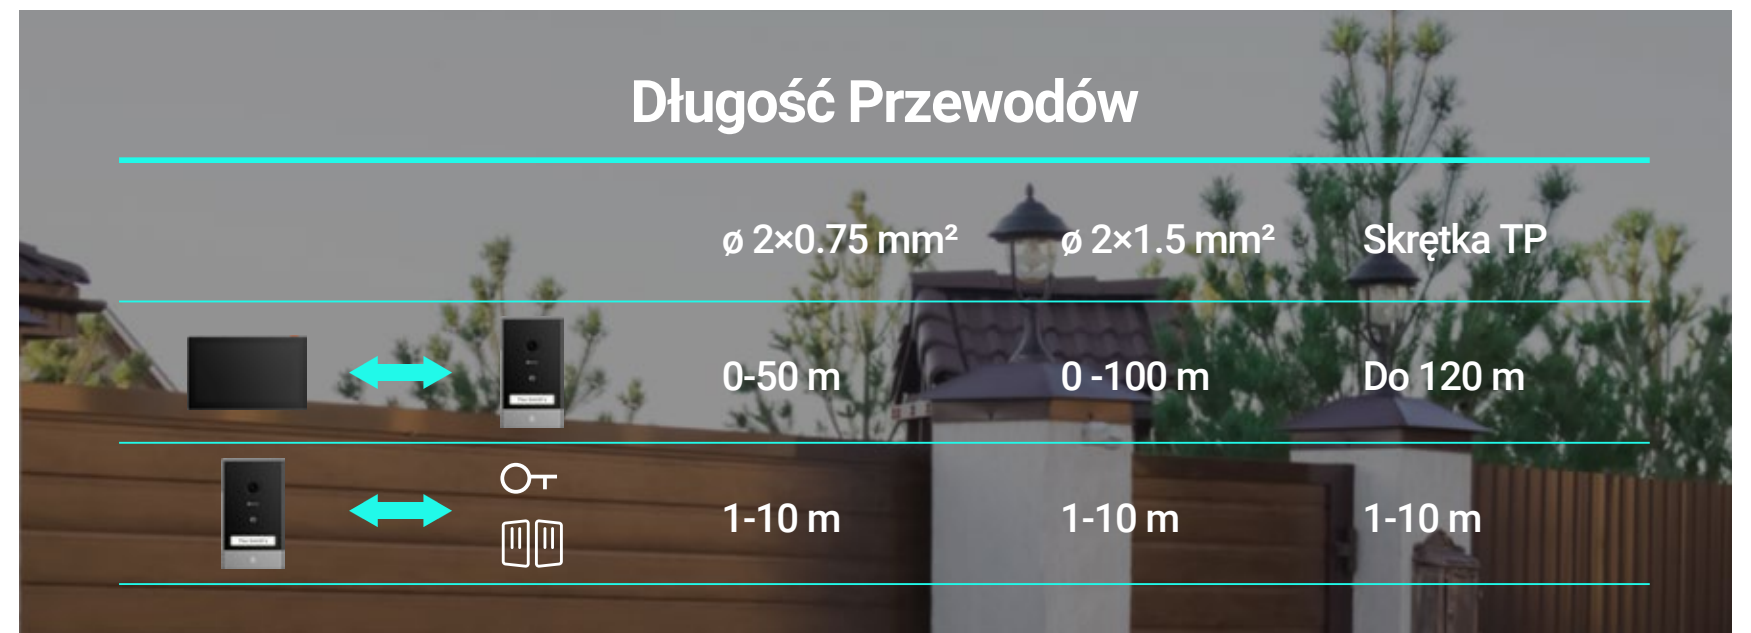 Długość Przewodów
ø 2×0.75 mm² ø 2×1.5 mm² Skrętka TP
0-50 m 0 -100 m Do 120 m
1-10 m 1-10 m 1-10 m